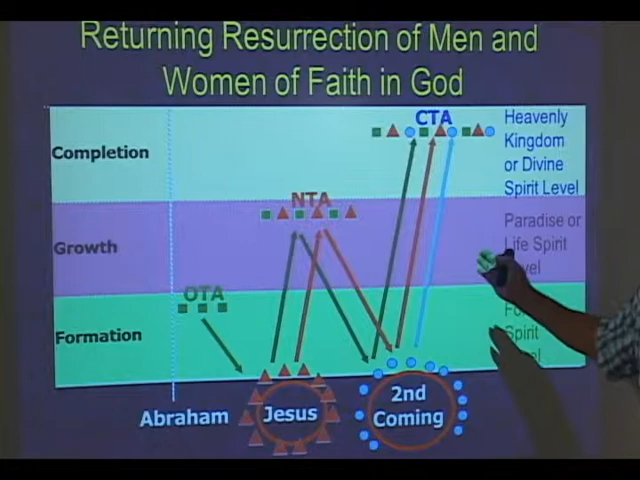 Returning Resurrection of Men and
Women of Faith in God
CTA
Heavenly
Kingdom
or Divine
Spirit Level
Completion
NTA
Paradise or
Life Spirit
Growth
OTA
Formation
Spirit
Abraham
Jesus
2nd
Coming